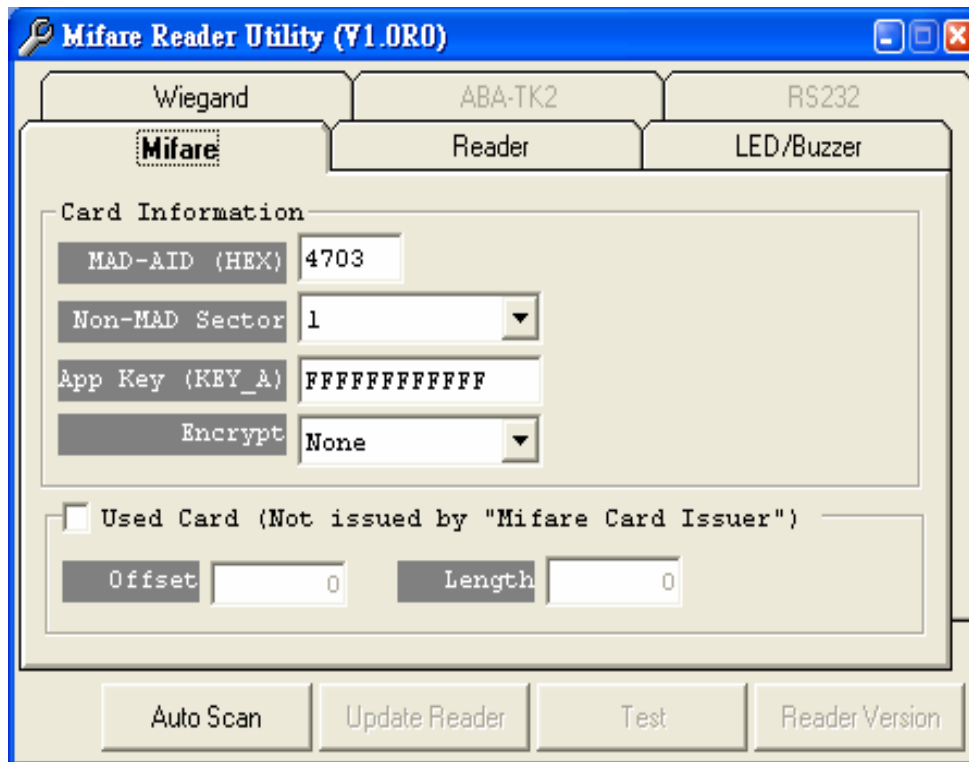 Mifare Reader Utility (V1.0R0)
Wiegand ABA-TK2 RS232
Mifare Reader LED/Buzzer
Card Information
MAD-AID (HEX) 4703
Non-MAD Sector 1
App Key (KEY_A) FFFFFFFFFFFF
Encrypt None
Used Card (Not issued by "Mifare Card Issuer")
Offset 0 Length 0
Auto Scan Update Reader Test Reader Version